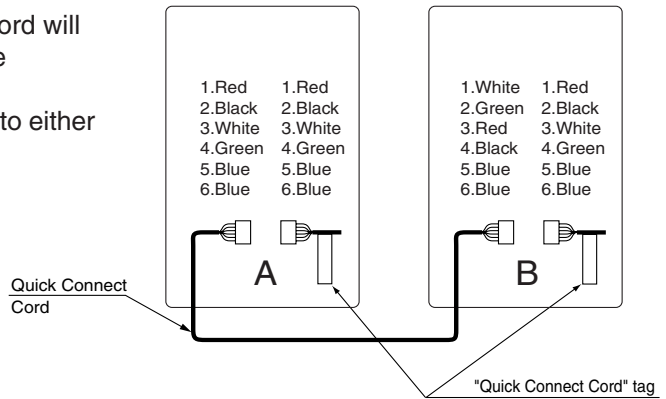 ord will
e
to either
1.Red 1.Red
2.Black 2.Black
3.White 3.White
4.Green 4.Green
5.Blue 5.Blue
6.Blue 6.Blue
1.White 1.Red
2.Green 2.Black
3.Red 3.White
4.Black 4.Green
5.Blue 5.Blue
6.Blue 6.Blue
A
B
Quick Connect
Cord
"Quick Connect Cord" tag